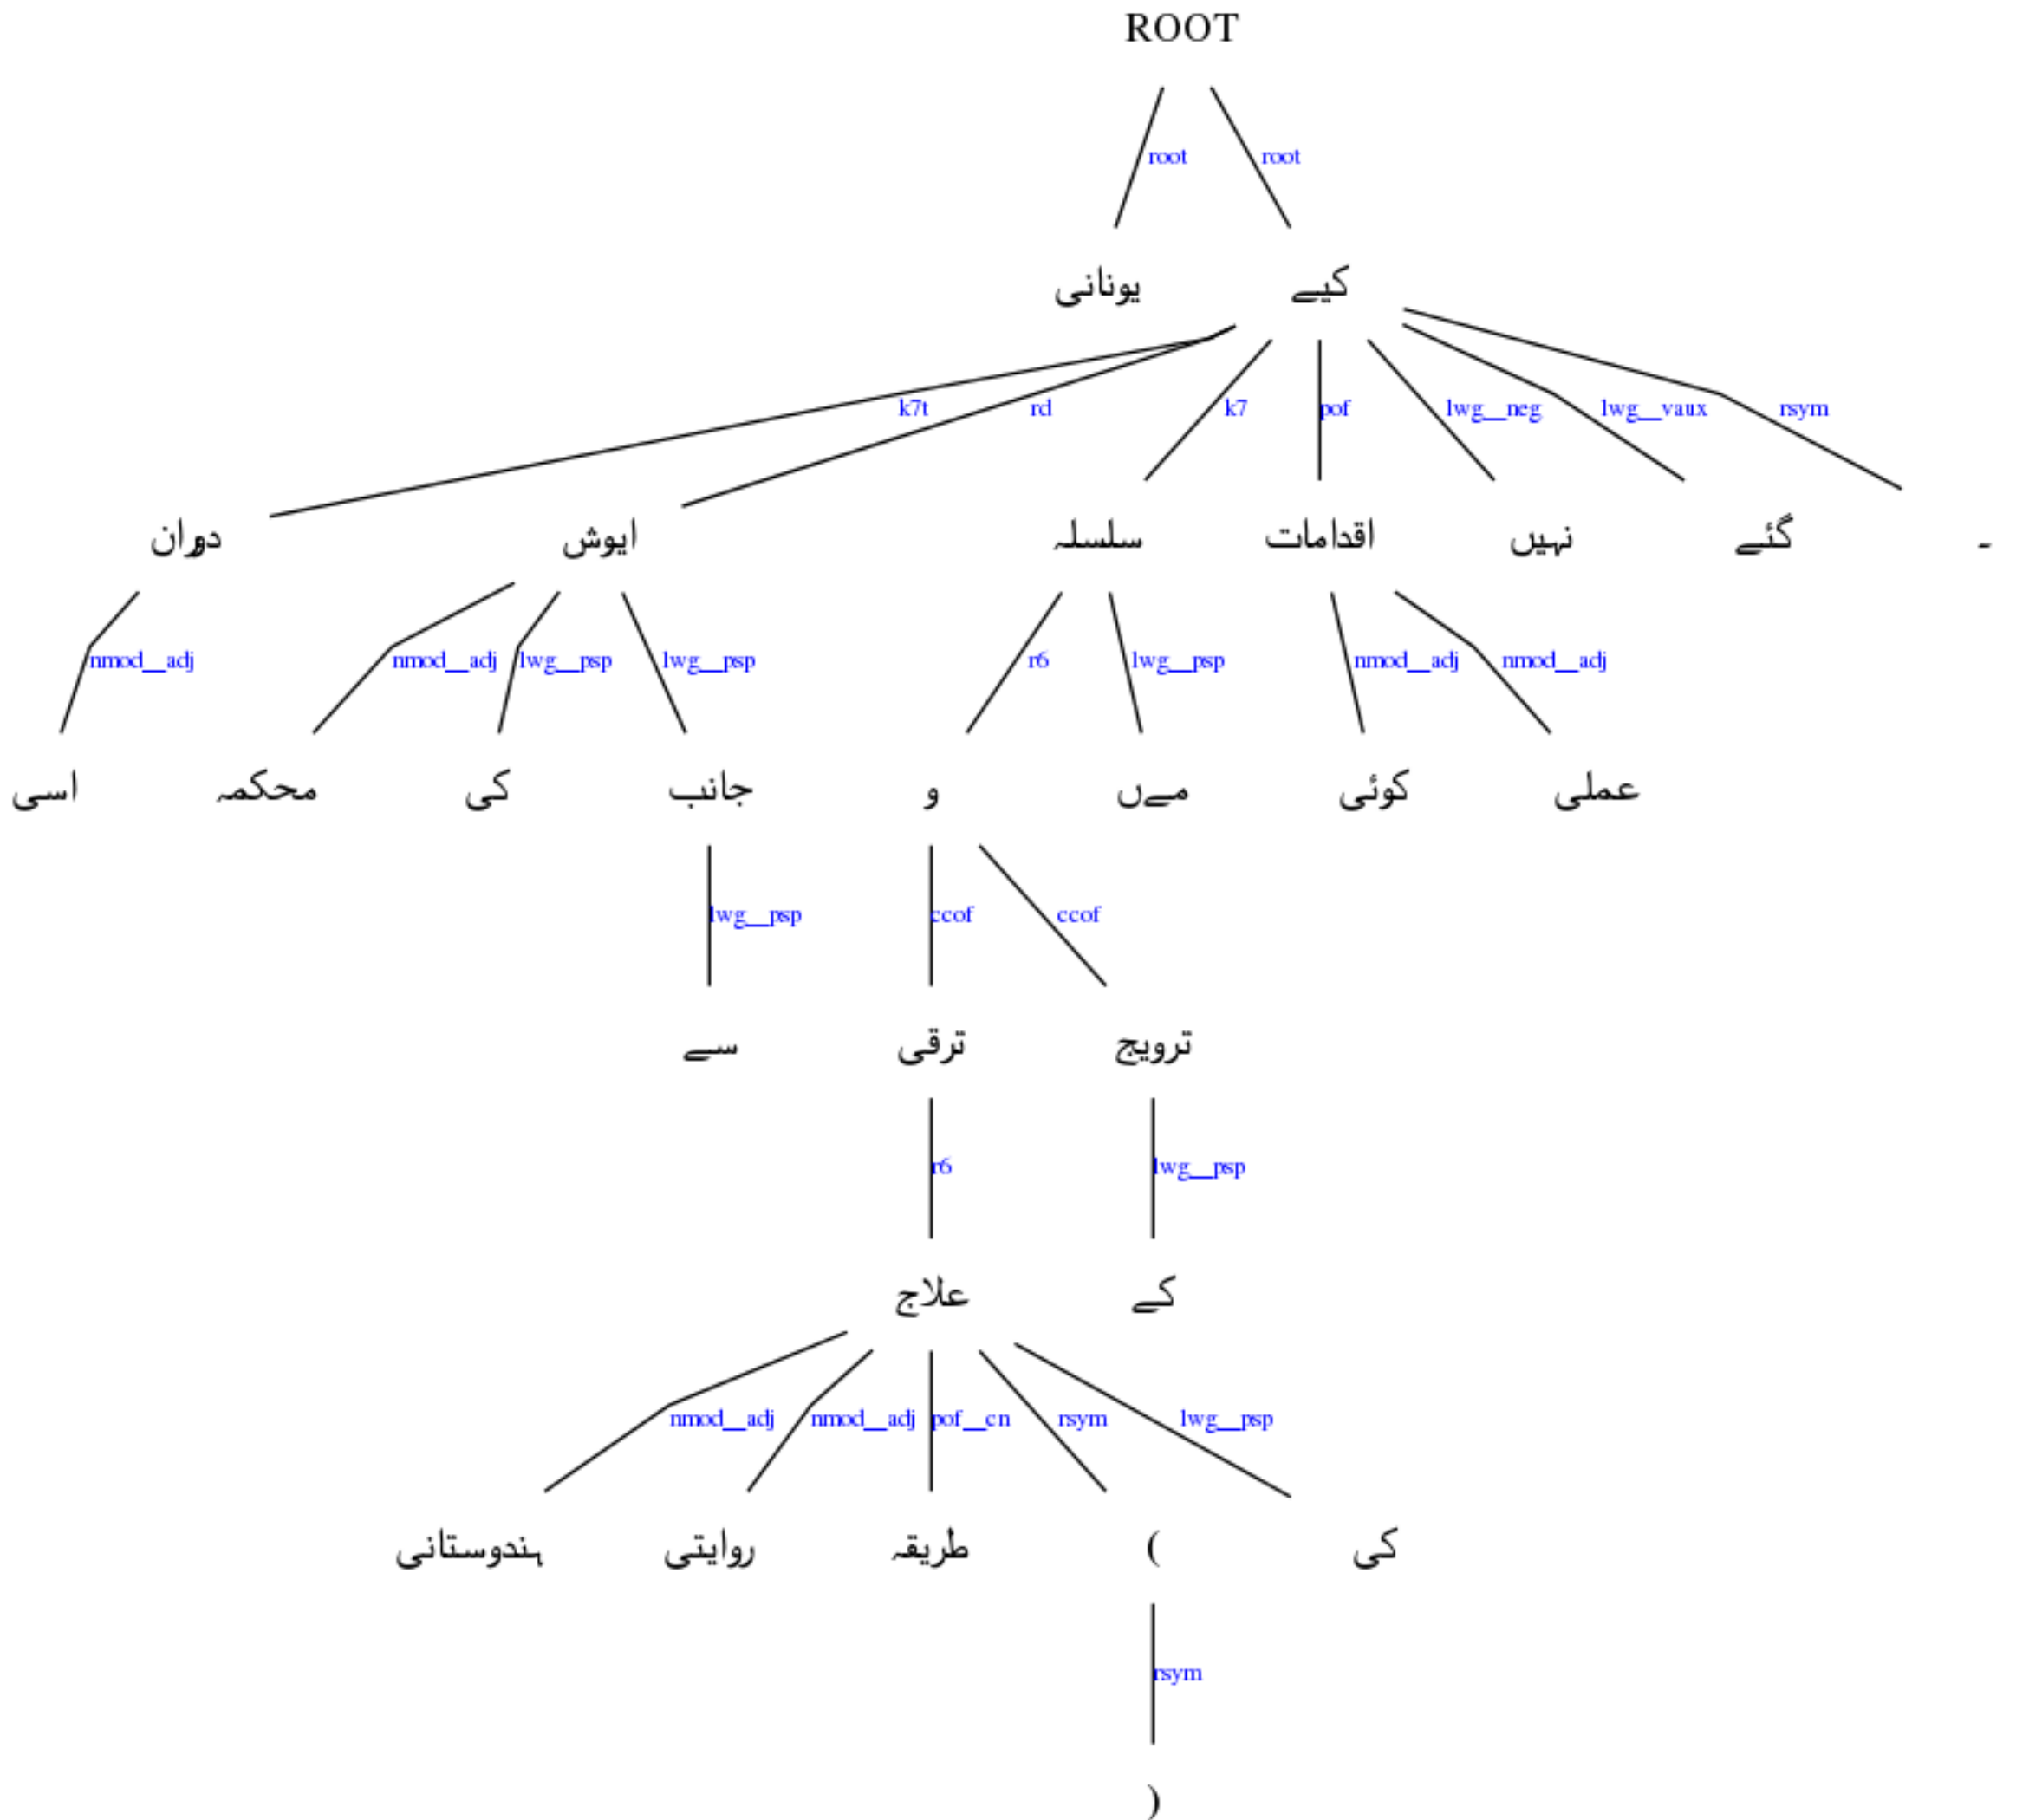 ROOT
root root
یونانی کیے
k7t rd k7 pof lwg__neg lwg__vaux rsym
دوران ایوش سلسلہ اقدامات نہیں گئے ۔
nmod__adj nmod__adj lwg__psp lwg__psp r6 lwg__psp nmod__adj nmod__adj
اسی محکمہ کی جانب و مےں کوئی عملی
lwg__psp ccof ccof
سے ترقی ترویج
r6 lwg__psp
علاج کے
nmod__adj nmod__adj pof__cn rsym lwg__psp
ہندوستانی روایتی طریقہ ( کی
rsym
)